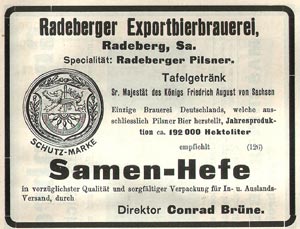 Radeberger Exportbierbrauerei,
Radeberg, Sa.
Specialität: Radeberger Pilsner.
Tafelgetränk
Sr. Majestät des Königs Friedrich August von Sachsen
Einzige Brauerei Deutschlands, welche aus-
schliesslich Pilsner Bier herstellt, Jahresproduk-
tion ca. 192000 Hektoliter
empfiehlt (126)
SCHUTZ-MARKE
Samen-Hefe
in vorzüglichster Qualität und sorgfältiger Verpackung für In- u. Auslands-
Versand, durch
Direktor Conrad Brüne.